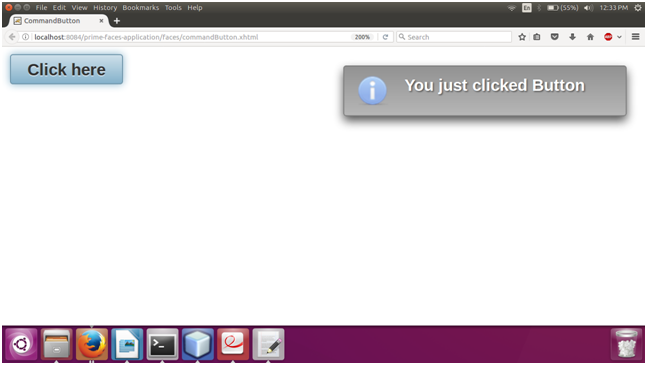 File Edit View History Bookmarks Tools Help
En (55%) 12:33 PM
CommandButton
localhost:8084/prime-faces-application/faces/commandButton.xhtml 200% Search ABP
Click here
You just clicked Button